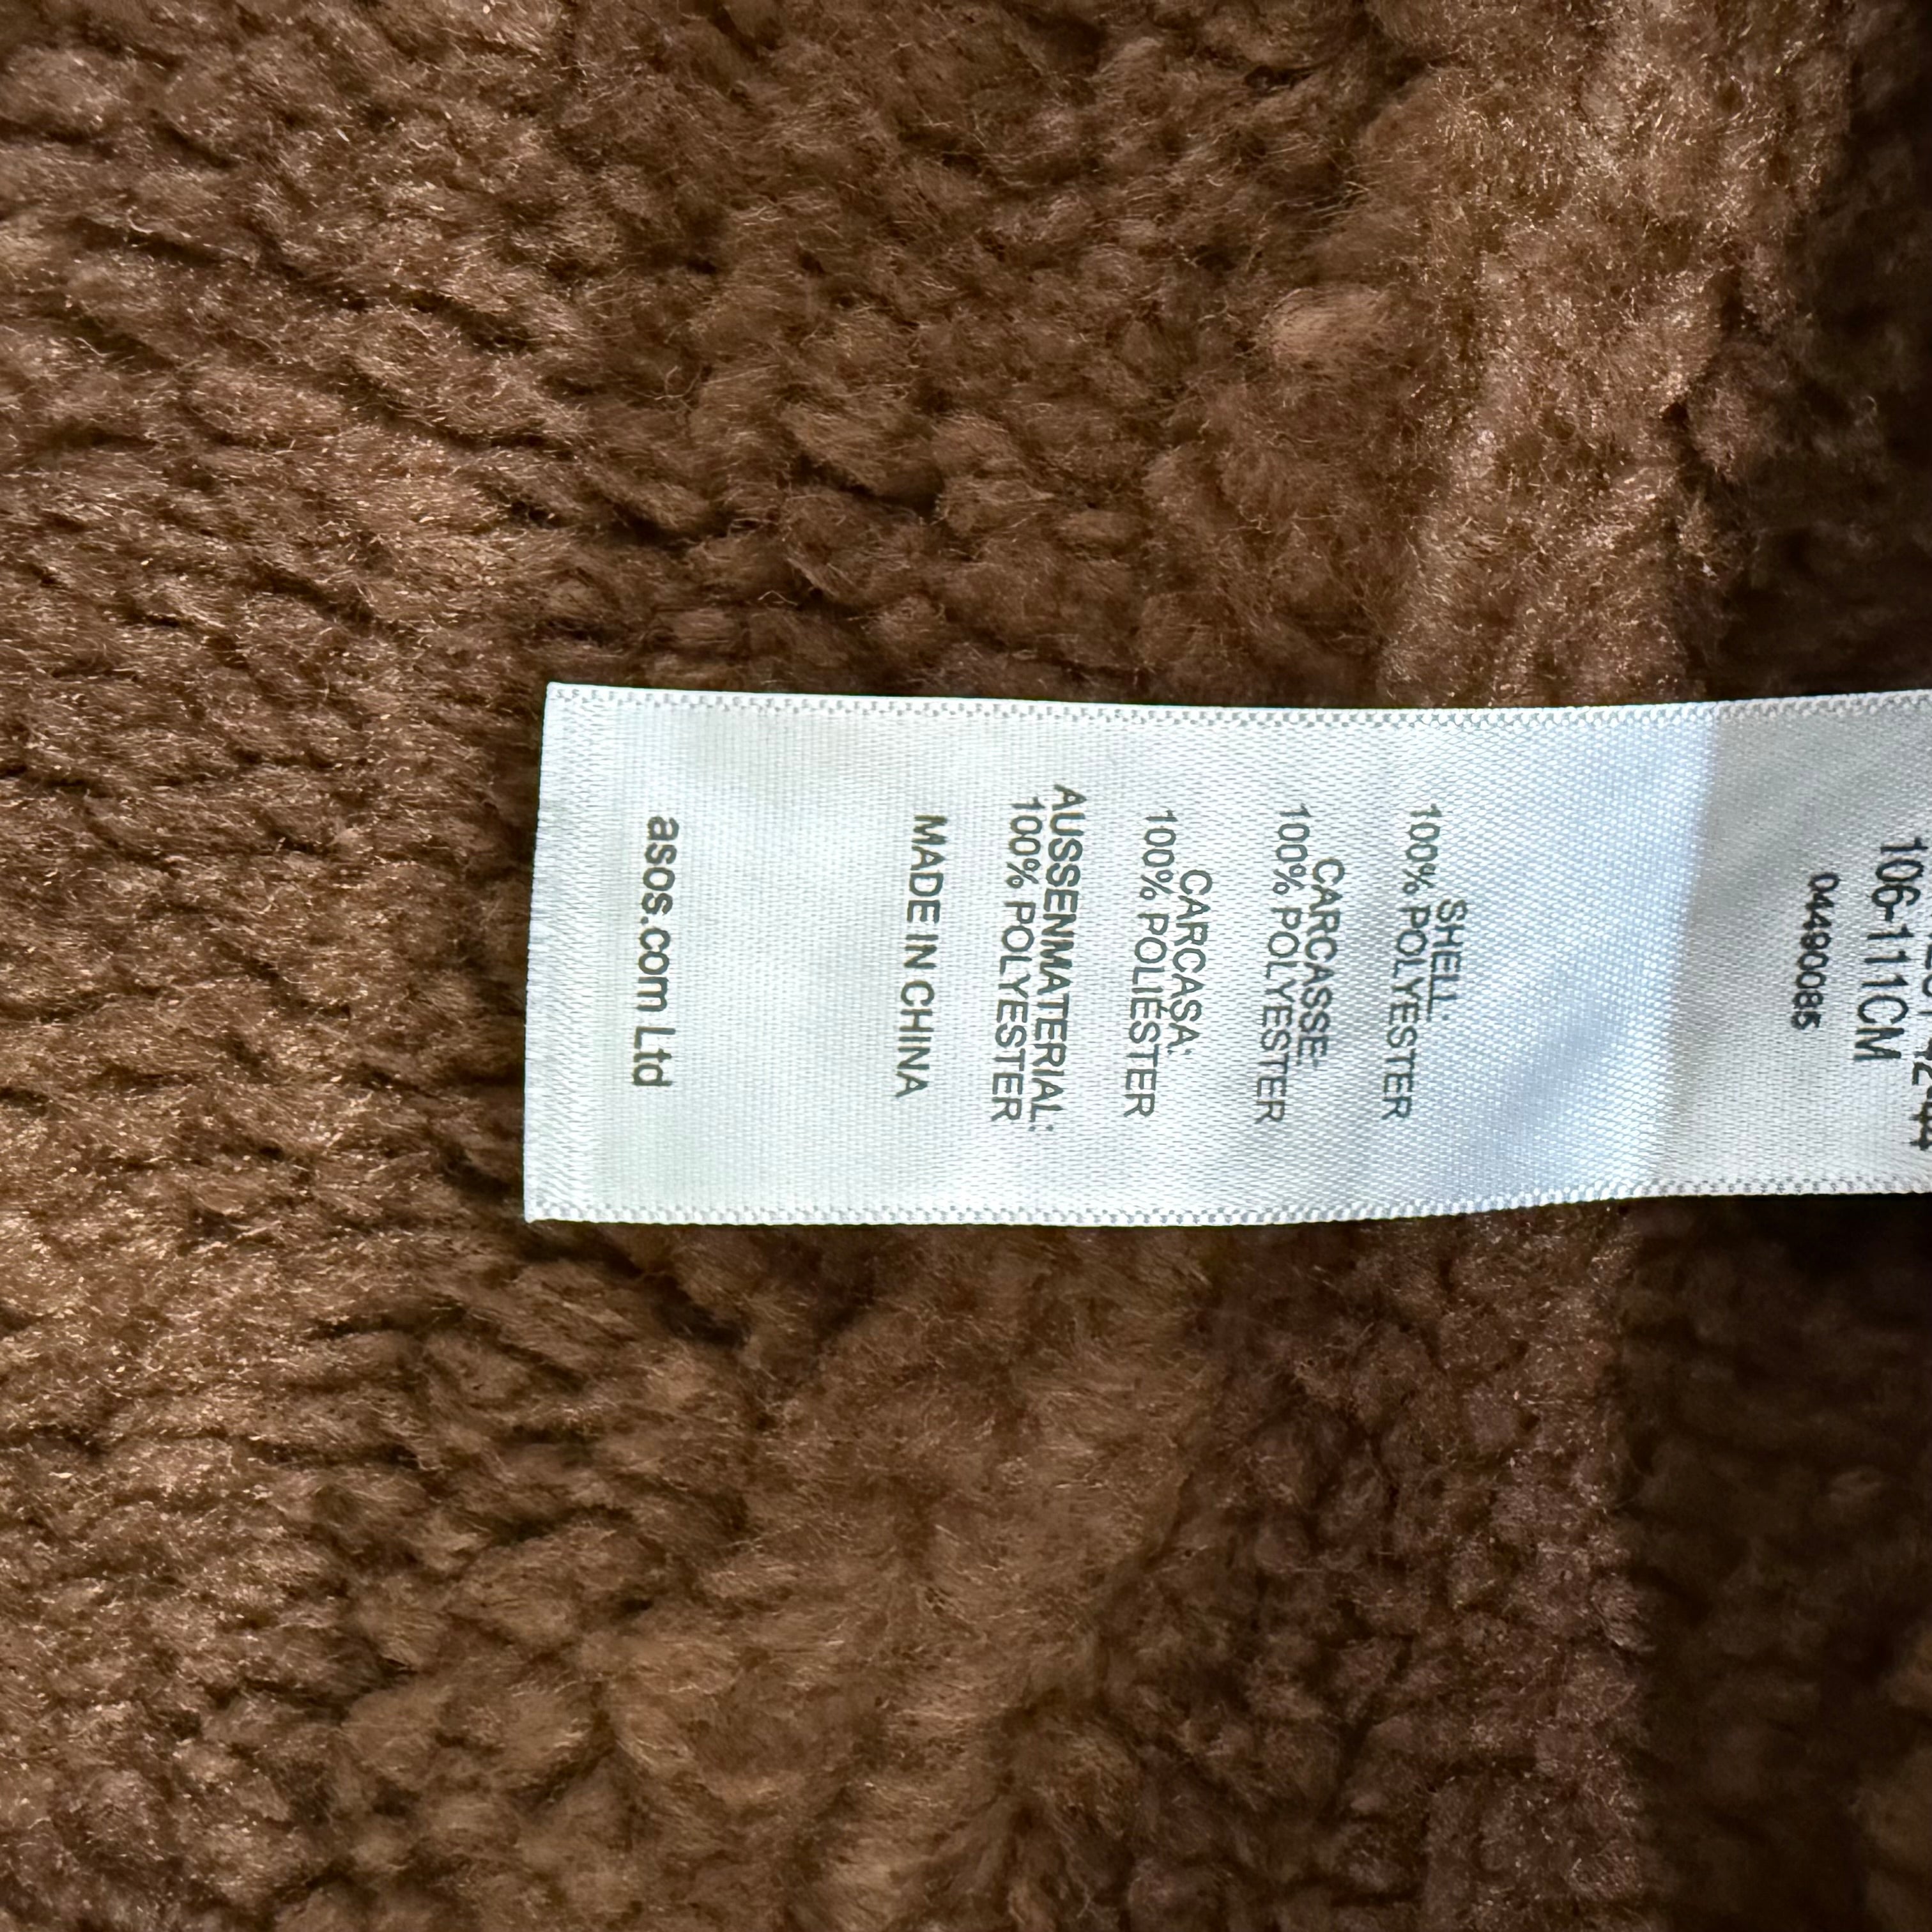 106-111CM
04490085
SHELL:
100% POLYESTER
CARCASSE:
100% POLYESTER
CARCASA:
100% POLIÉSTER
AUSSENMATERIAL:
100% POLYESTER
MADE IN CHINA
asos.com Ltd